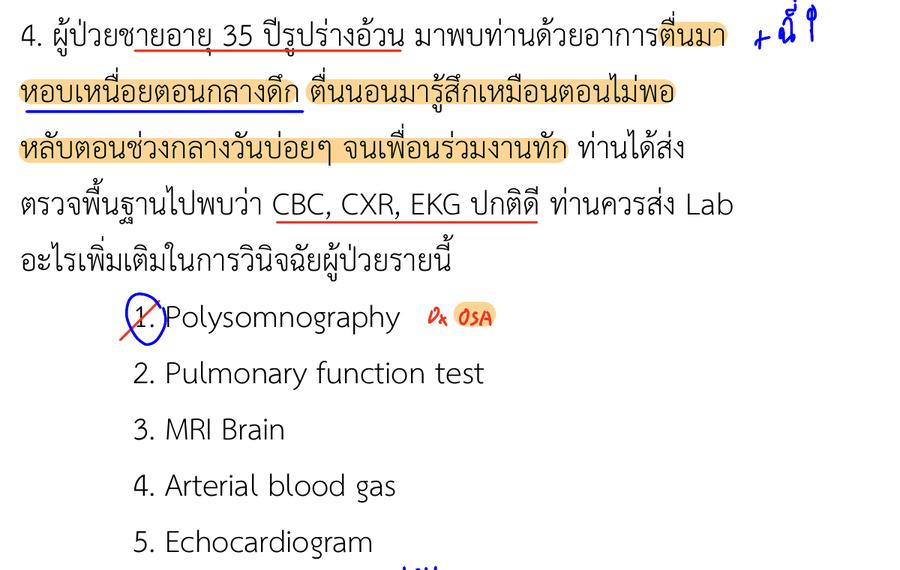 4. ผู้ป่วยชายอายุ 35 ปีรูปร่างอ้วน มาพบท่านด้วยอาการตื่นมา + ฉี่
หอบเหนื่อยตอนกลางดึก ตื่นนอนมารู้สึกเหมือนตอนไม่พอ
หลับตอนช่วงกลางวันบ่อยๆ จนเพื่อนร่วมงานทัก ท่านได้ส่ง
ตรวจพื้นฐานไปพบว่า CBC, CXR, EKG ปกติดี ท่านควรส่ง Lab
อะไรเพิ่มเติมในการวินิจฉัยผู้ป่วยรายนี้
1. Polysomnography Dx OSA
2. Pulmonary function test
3. MRI Brain
4. Arterial blood gas
5. Echocardiogram